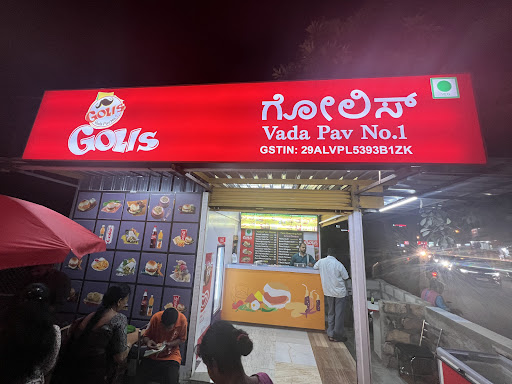 GOLIS
GOLIS
ಗೋಲಿಸ್
Vada Pav No.1
GSTIN: 29ALVPL5393B1ZK